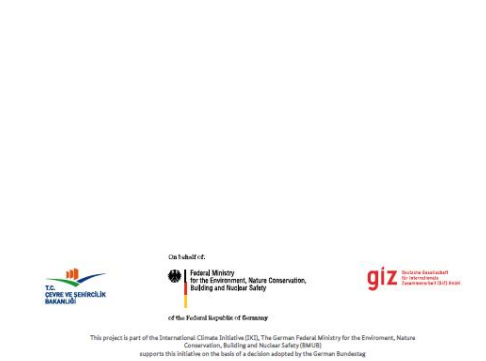 On behalf of:
T.C.
ÇEVRE VE ŞEHİRCİLİK
BAKANLIĞI
Federal Ministry
for the Environment, Nature Conservation,
Building and Nuclear Safety
of the Federal Republic of Germany
giz
Deutsche Gesellschaft
für Internationale
Zusammenarbeit (GIZ) GmbH
This project is part of the International Climate Initiative (IKI), The German Federal Ministry for the Enviroment, Nature
Conservation, Building and Nuclear Safety (BMUB)
supports this initiative on the basis of a decision adopted by the German Bundestag